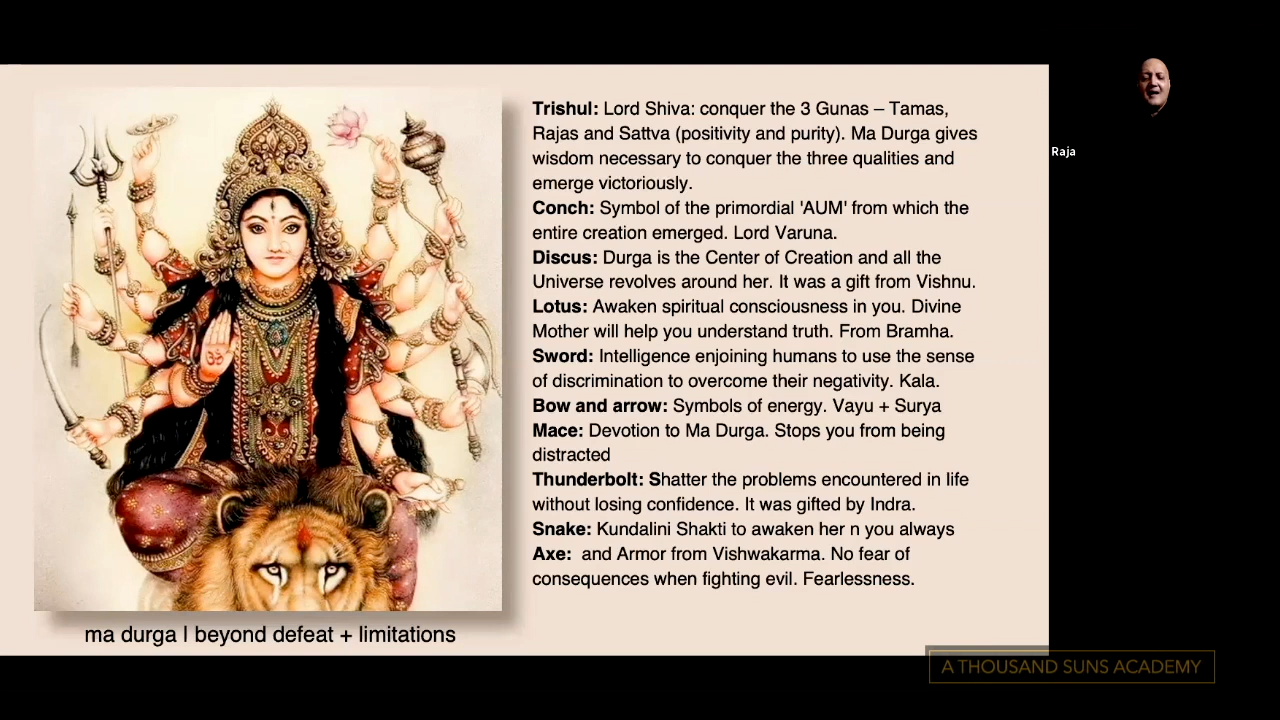 Trishul: Lord Shiva: conquer the 3 Gunas – Tamas,
Rajas and Sattva (positivity and purity). Ma Durga gives
wisdom necessary to conquer the three qualities and
emerge victoriously.
Conch: Symbol of the primordial 'AUM' from which the
entire creation emerged. Lord Varuna.
Discus: Durga is the Center of Creation and all the
Universe revolves around her. It was a gift from Vishnu.
Lotus: Awaken spiritual consciousness in you. Divine
Mother will help you understand truth. From Bramha.
Sword: Intelligence enjoining humans to use the sense
of discrimination to overcome their negativity. Kala.
Bow and arrow: Symbols of energy. Vayu + Surya
Mace: Devotion to Ma Durga. Stops you from being
distracted
Thunderbolt: Shatter the problems encountered in life
without losing confidence. It was gifted by Indra.
Snake: Kundalini Shakti to awaken her n you always
Axe:  and Armor from Vishwakarma. No fear of
consequences when fighting evil. Fearlessness.
ma durga | beyond defeat + limitations
Raja
A THOUSAND SUNS ACADEMY